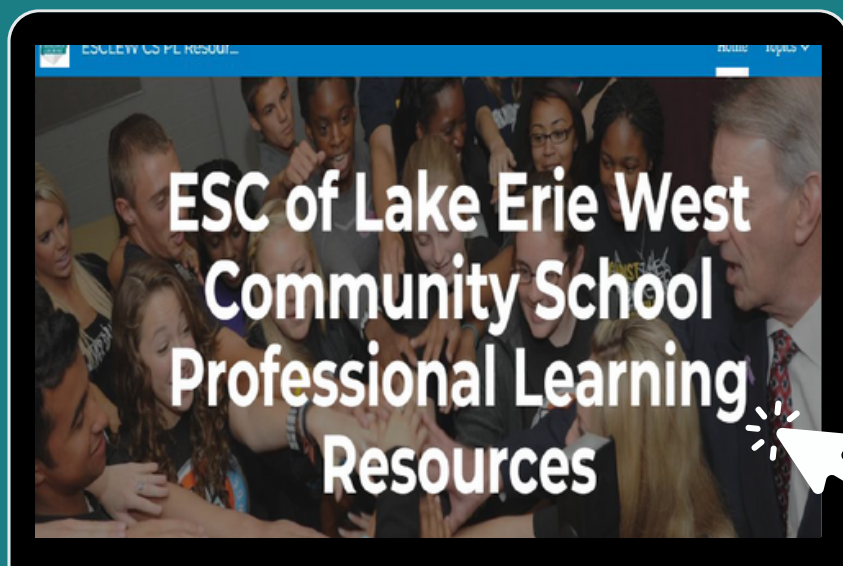 ESCLEW CS PL Resour...
Home Topics
ESC of Lake Erie West
Community School
Professional Learning
Resources